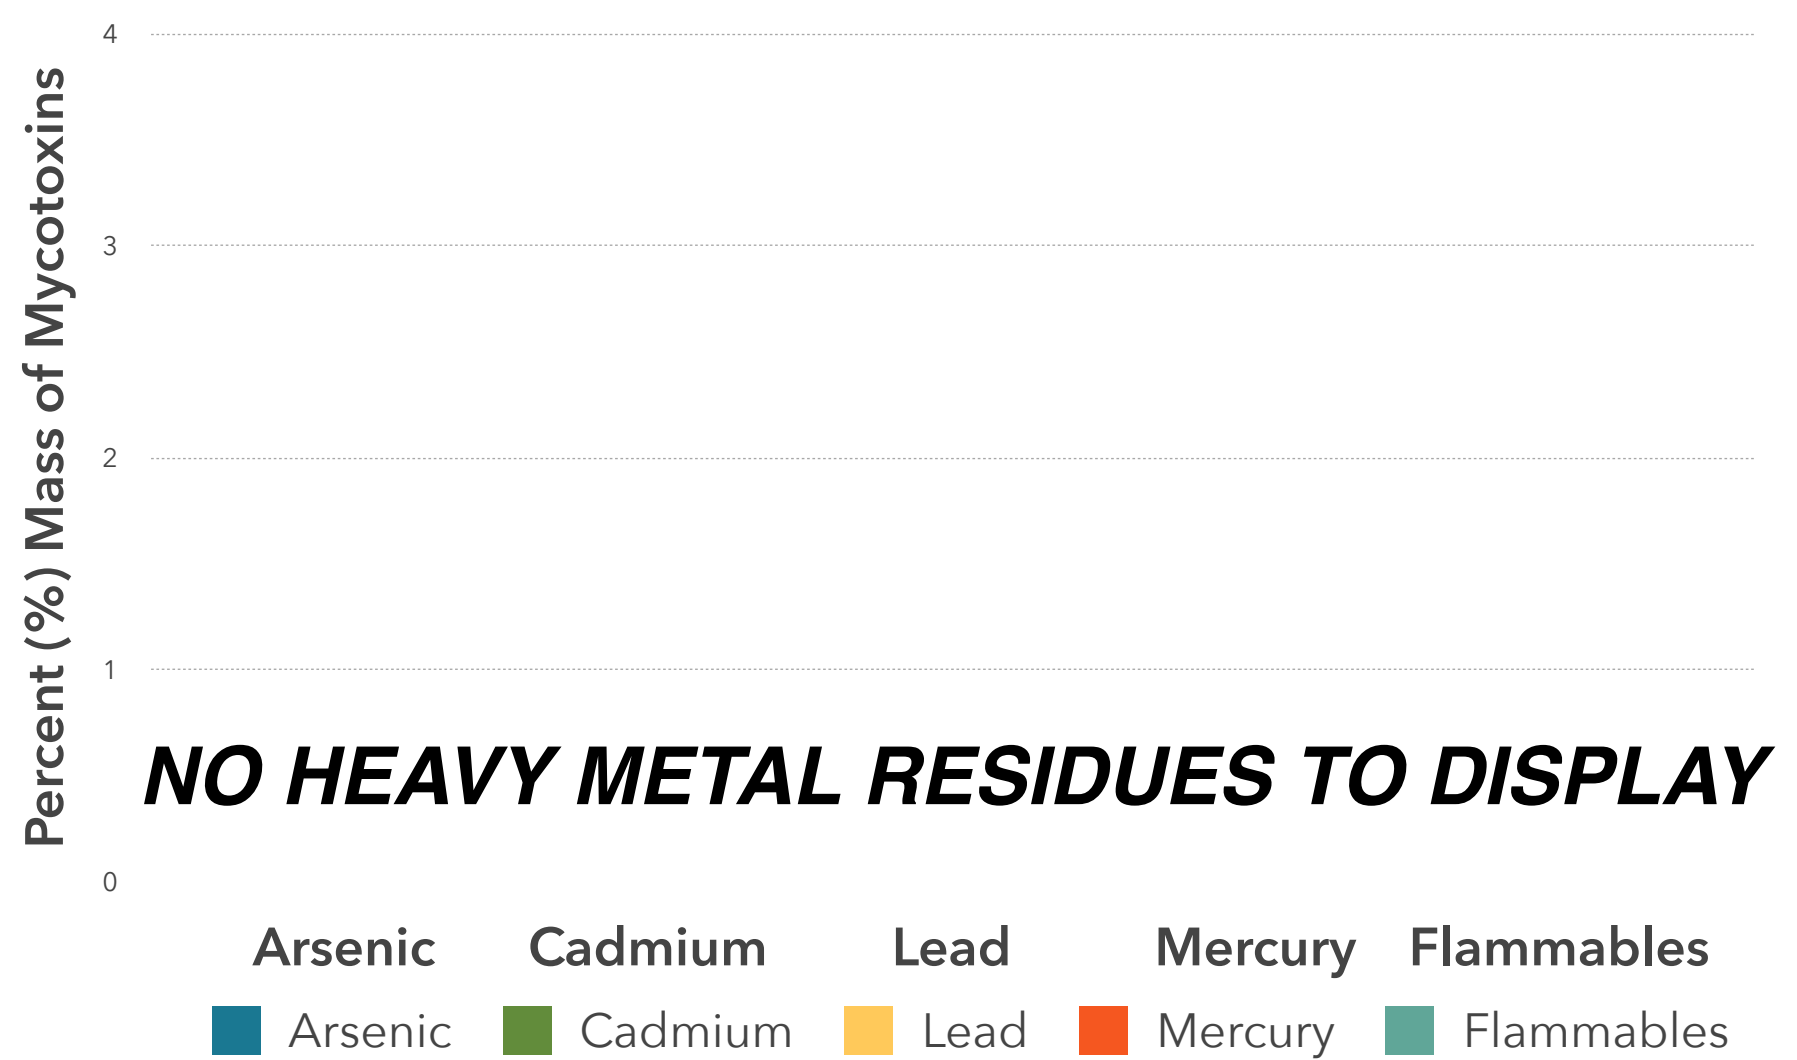 Percent (%) Mass of Mycotoxins
4
3
2
1
NO HEAVY METAL RESIDUES TO DISPLAY
0
Arsenic Cadmium Lead Mercury Flammables
Arsenic Cadmium Lead Mercury Flammables